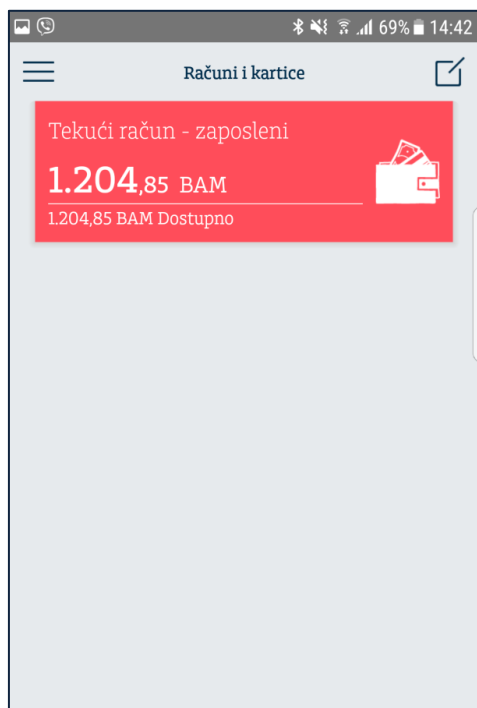 69% 14:42
Računi i kartice
Tekući račun - zaposleni
1.204,85 BAM
1.204,85 BAM Dostupno